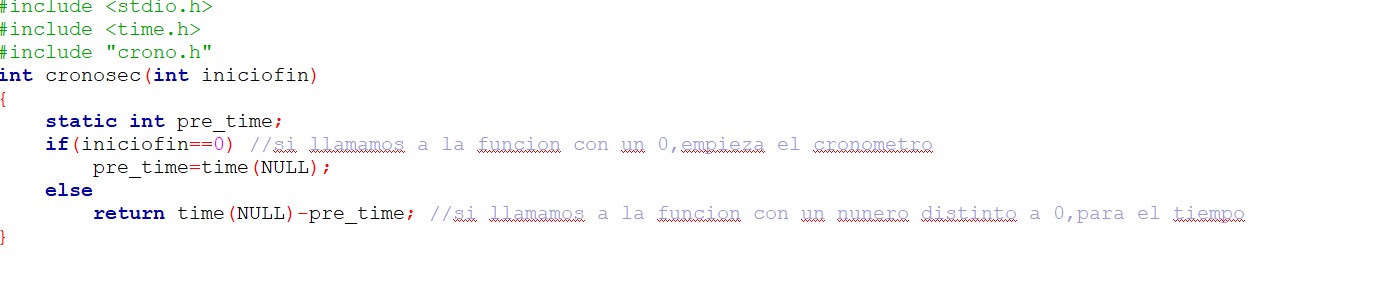 #include <stdio.h>
#include <time.h>
#include "crono.h"
int cronosec(int iniciofin)
{
    static int pre_time;
    if(iniciofin==0) //si llamamos a la funcion con un 0,empieza el cronometro
        pre_time=time(NULL);
    else
        return time(NULL)-pre_time; //si llamamos a la funcion con un nunero distinto a 0,para el tiempo
}